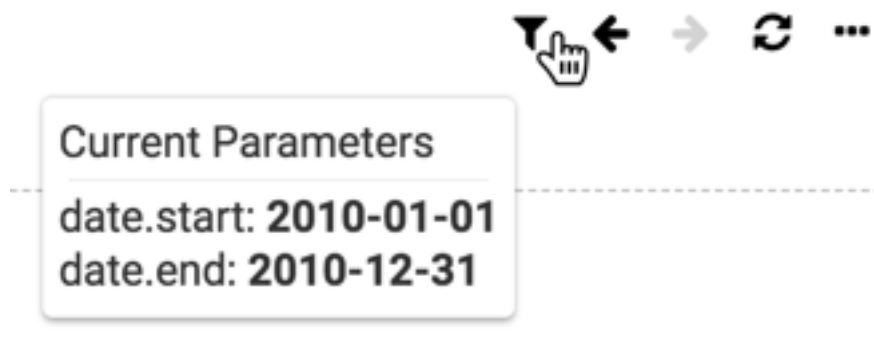 Current Parameters
date.start: 2010-01-01
date.end: 2010-12-31